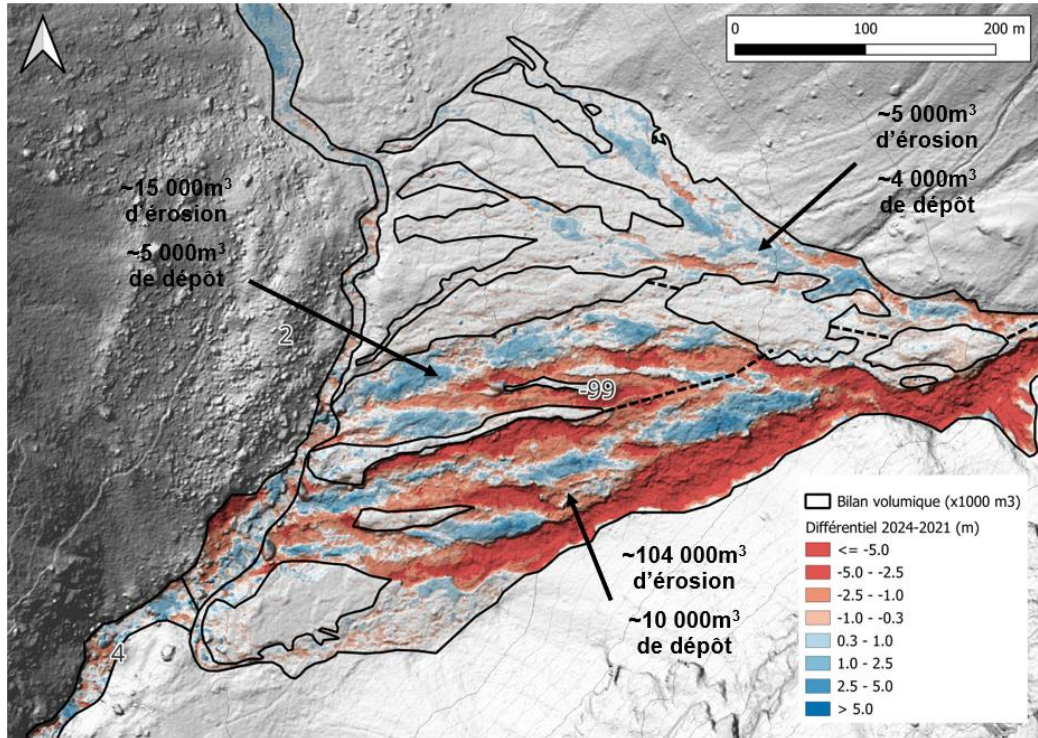 0 100 200 m
~5 000m³
d'érosion
~4 000m³
de dépôt
~15 000m³
d'érosion
~5 000m³
de dépôt
2
-99
~104 000m³
d'érosion
~10 000m³
de dépôt
4
Bilan volumique (x1000 m3)
Différentiel 2024-2021 (m)
<= -5.0
-5.0 - -2.5
-2.5 - -1.0
-1.0 - -0.3
0.3 - 1.0
1.0 - 2.5
2.5 - 5.0
> 5.0